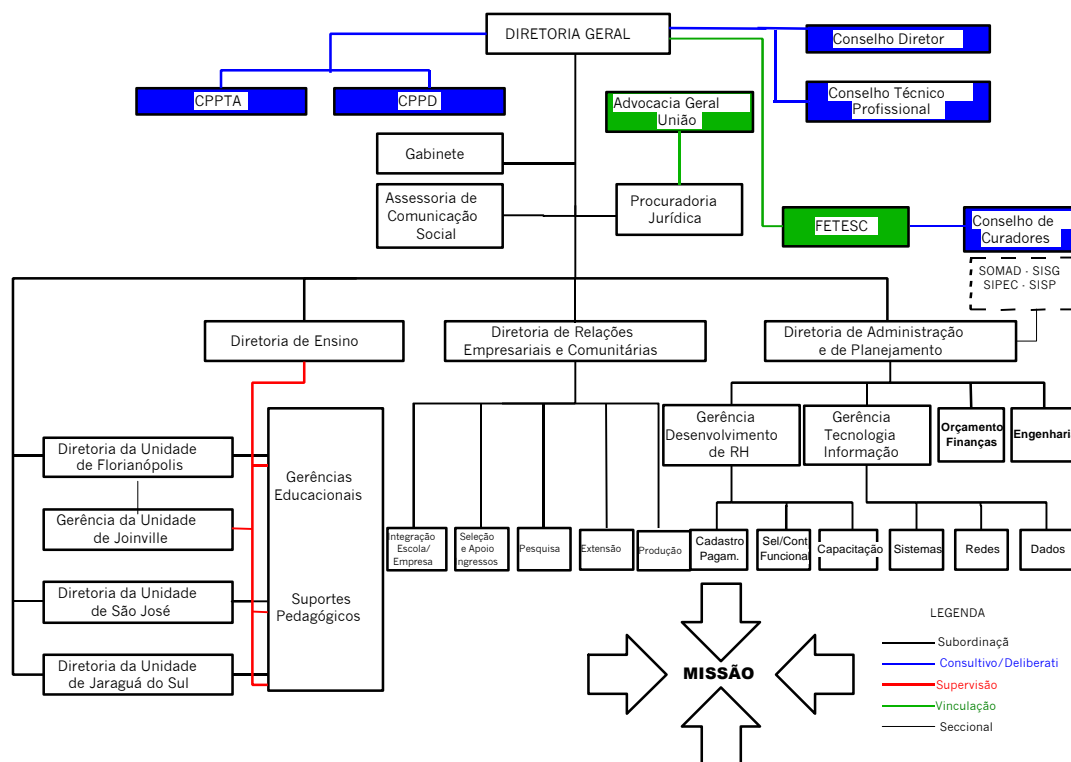 DIRETORIA GERAL
Conselho Diretor
CPPTA
CPPD
Conselho Técnico
Profissional
Advocacia Geral
União
Gabinete
Assessoria de
Comunicação
Social
Procuradoria
Jurídica
FETESC
Conselho de
Curadores
SOMAD - SISG
SIPEC - SISP
Diretoria de Ensino
Diretoria de Relações
Empresariais e Comunitárias
Diretoria de Administração
e de Planejamento
Gerência
Desenvolvimento
de RH
Gerência
Tecnologia
Informação
Orçamento
Finanças
Engenhari
Diretoria da Unidade
de Florianópolis
Gerência da Unidade
de Joinville
Diretoria da Unidade
de São José
Diretoria da Unidade
de Jaraguá do Sul
Gerências
Educacionais
Suportes
Pedagógicos
Integração
Escola/
Empresa
Seleção
e Apoio
ngressos
Pesquisa
Extensão
Produção
Cadastro
Pagam.
Sel/Cont
Funcional
Capacitação
Sistemas
Redes
Dados
MISSÃO
LEGENDA
Subordinaçã
Consultivo/Deliberati
Supervisão
Vinculação
Seccional